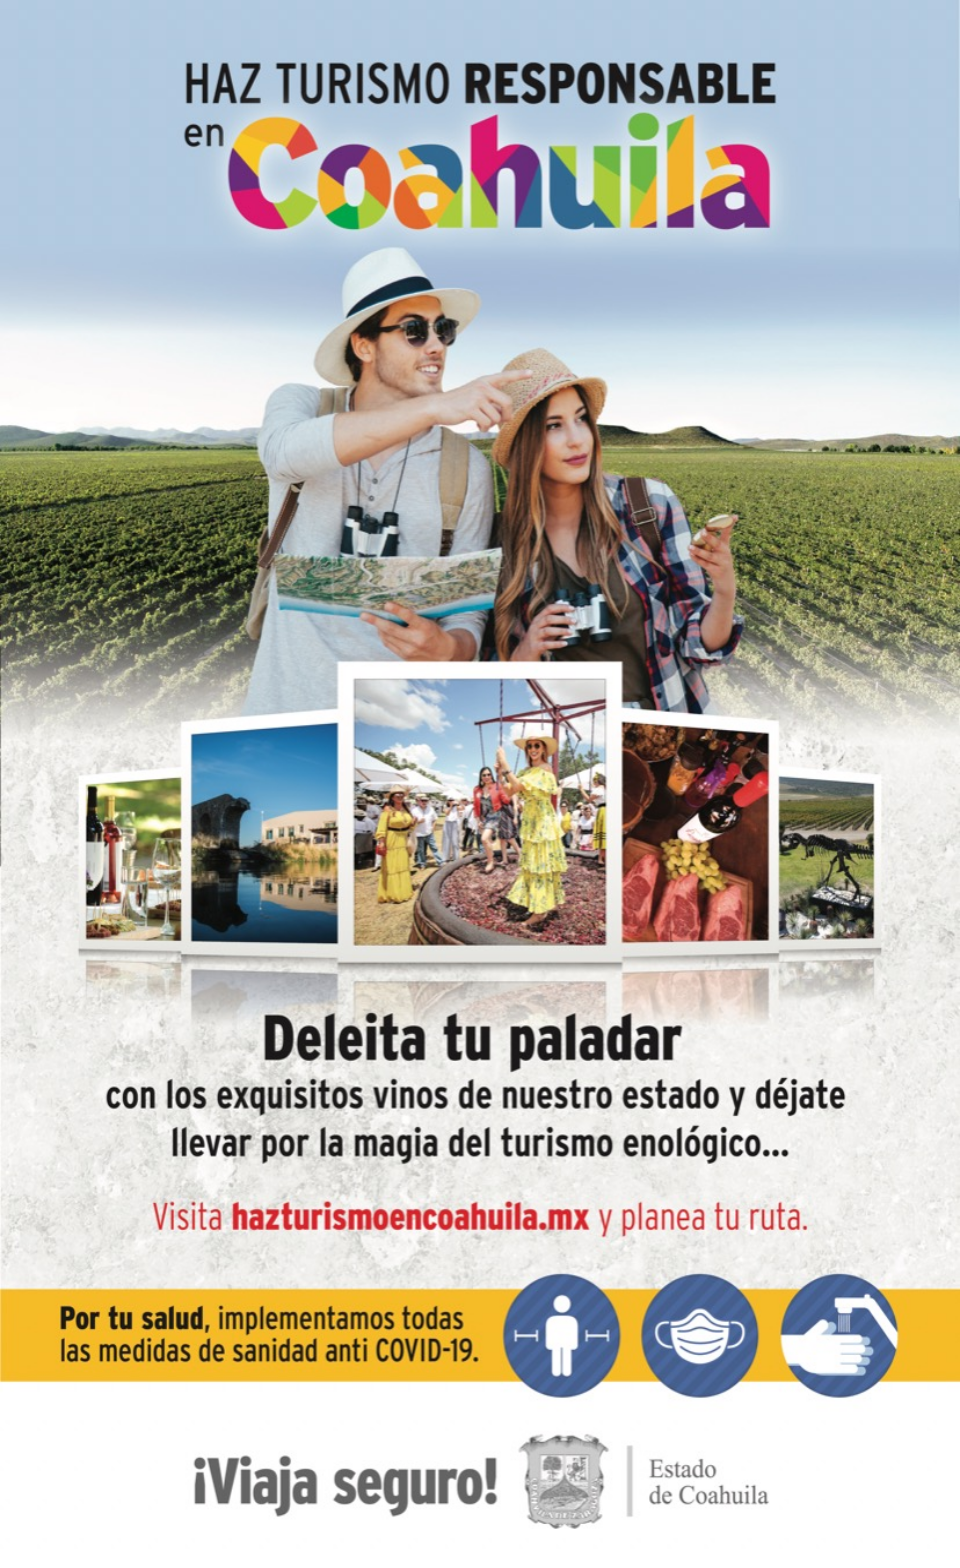 HAZ TURISMO RESPONSABLE
en Coahuila
Deleita tu paladar
con los exquisitos vinos de nuestro estado y déjate
llevar por la magia del turismo enológico...
Visita hazturismoencoahuila.mx y planea tu ruta.
Por tu salud, implementamos todas
las medidas de sanidad anti COVID-19.
¡Viaja seguro!
Estado
de Coahuila